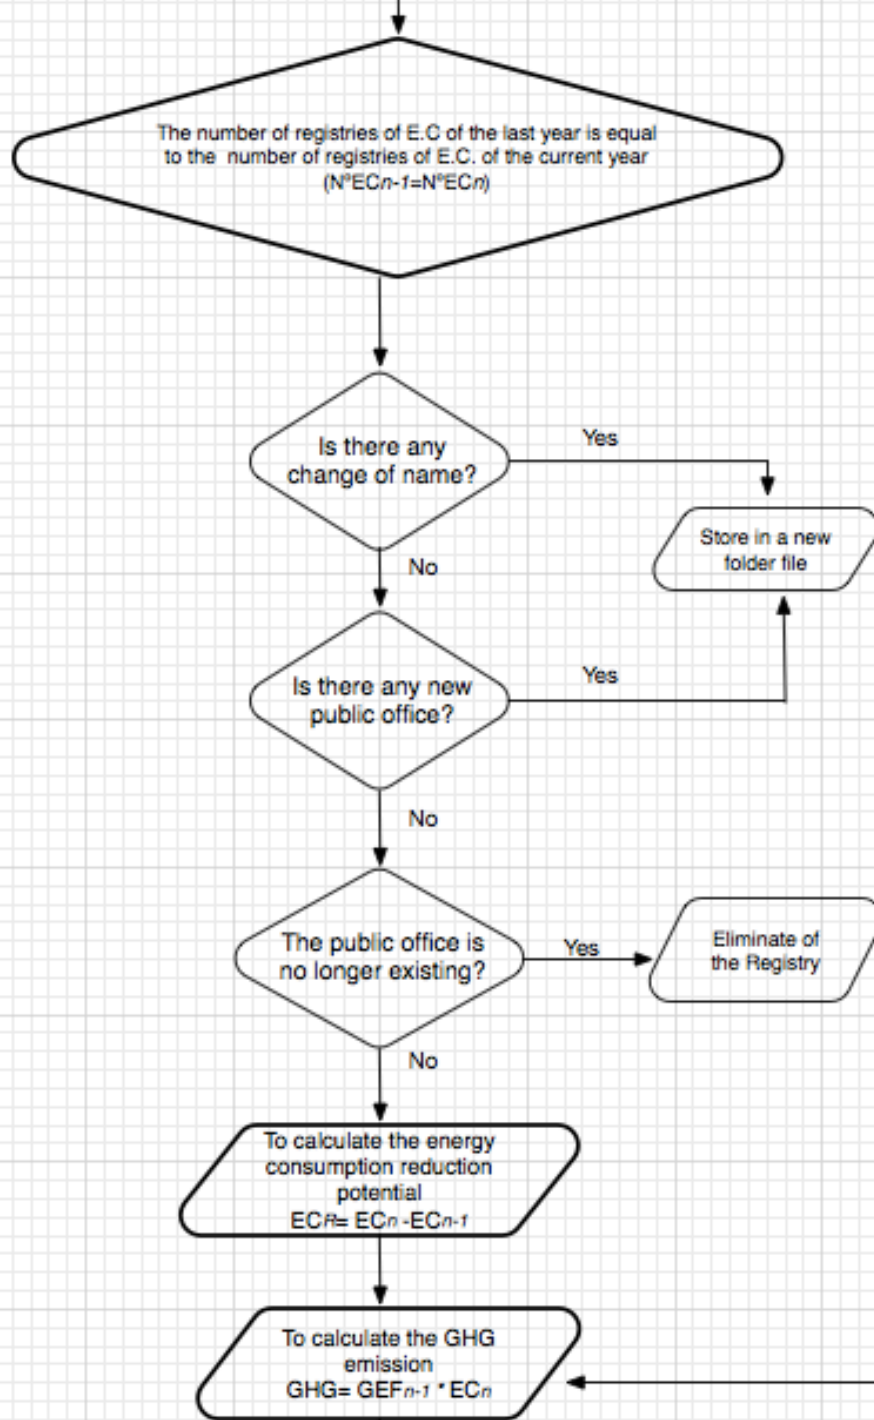 The number of registries of E.C of the last year is equal
to the number of registries of E.C. of the current year
(NºECn-1=NºECn)
Is there any
change of name?
Yes
Store in a new
folder file
No
Is there any new
public office?
Yes
No
The public office is
no longer existing?
Yes
Eliminate of
the Registry
No
To calculate the energy
consumption reduction
potential
ECR= ECn -ECn-1
To calculate the GHG
emission
GHG= GEFn-1 * ECn